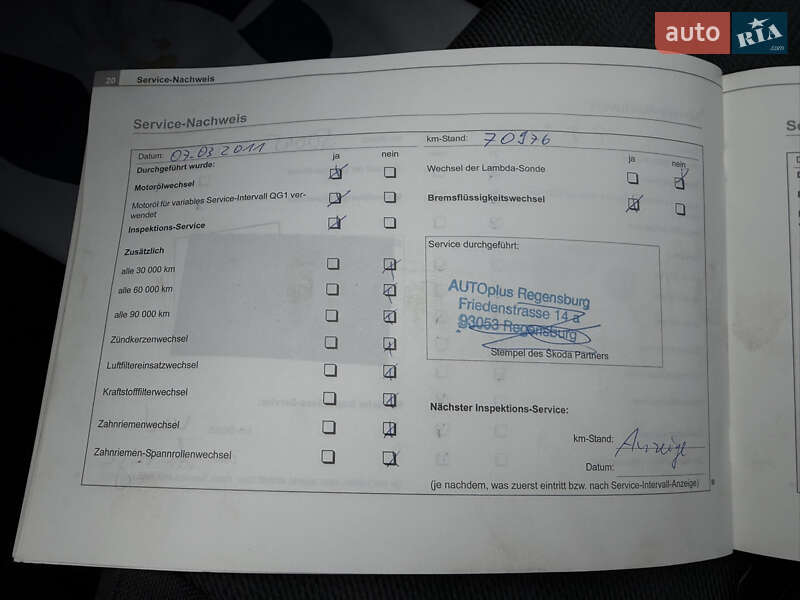 auto RIA .com
20 Service-Nachweis
Service-Nachweis
Datum: 07.03.2011
km-Stand: 70976
Durchgeführt wurde:
ja nein
ja nein
Motorölwechsel
Wechsel der Lambda-Sonde
Motoröl für variables Service-Intervall QG1 ver-
wendet
Bremsflüssigkeitswechsel
Inspektions-Service
Zusätzlich
alle 30 000 km
alle 60 000 km
alle 90 000 km
Zündkerzenwechsel
Luftfiltereinsatzwechsel
Kraftstofffilterwechsel
Zahnriemenwechsel
Zahnriemen-Spannrollenwechsel
Service durchgeführt:
AUTOplus Regensburg
Friedenstrasse 14 a
93053 Regensburg
Stempel des Škoda Partners
Nächster Inspektions-Service:
km-Stand: Anzeige
Datum:
(je nachdem, was zuerst eintritt bzw. nach Service-Intervall-Anzeige)